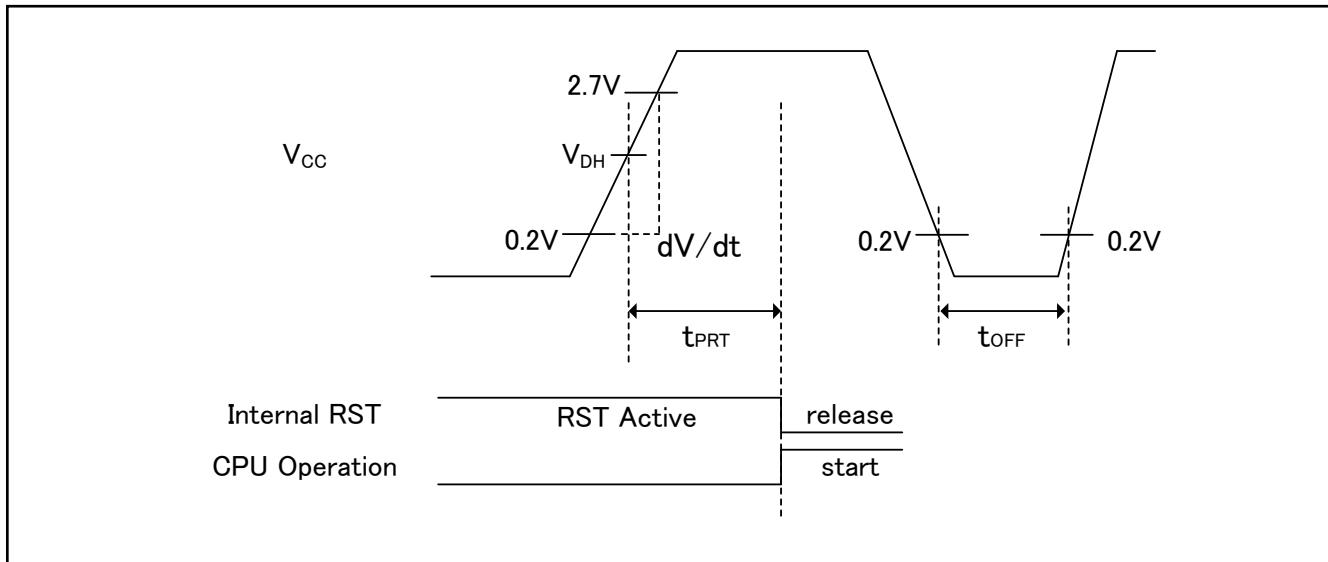 2.7V
VCC
VDH
0.2V
dV/dt
0.2V
0.2V
tPRT
tOFF
Internal RST
RST Active
release
CPU Operation
start